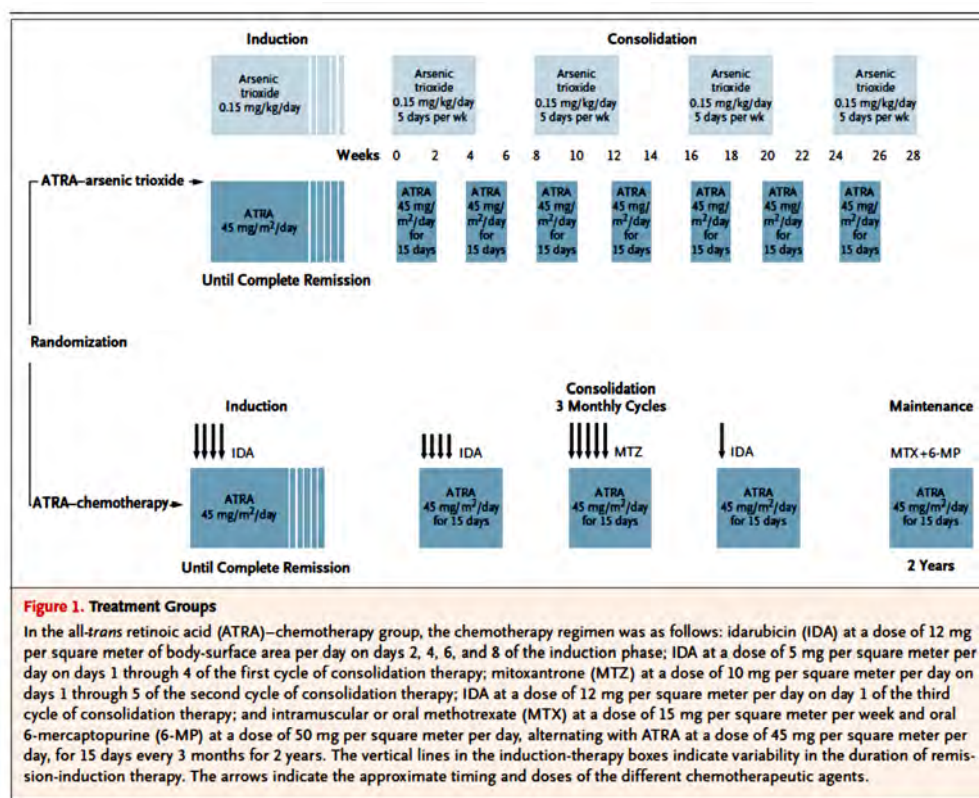 Induction
Consolidation
Arsenic
trioxide
0.15 mg/kg/day
Arsenic
trioxide
0.15 mg/kg/day
5 days per wk
Arsenic
trioxide
0.15 mg/kg/day
5 days per wk
Arsenic
trioxide
0.15 mg/kg/day
5 days per wk
Arsenic
trioxide
0.15 mg/kg/day
5 days per wk
Weeks 0 2 4 6 8 10 12 14 16 18 20 22 24 26 28
ATRA–arsenic trioxide
ATRA
45 mg/m²/day
ATRA
45 mg/
m²/day
for
15 days
ATRA
45 mg/
m²/day
for
15 days
ATRA
45 mg/
m²/day
for
15 days
ATRA
45 mg/
m²/day
for
15 days
ATRA
45 mg/
m²/day
for
15 days
ATRA
45 mg/
m²/day
for
15 days
ATRA
45 mg/
m²/day
for
15 days
Until Complete Remission
Randomization
Induction
Consolidation
3 Monthly Cycles
Maintenance
IDA
IDA
MTZ
IDA
MTX+6-MP
ATRA–chemotherapy
ATRA
45 mg/m²/day
ATRA
45 mg/m²/day
for 15 days
ATRA
45 mg/m²/day
for 15 days
ATRA
45 mg/m²/day
for 15 days
ATRA
45 mg/m²/day
for 15 days
Until Complete Remission
2 Years
Figure 1. Treatment Groups
In the all-trans retinoic acid (ATRA)–chemotherapy group, the chemotherapy regimen was as follows: idarubicin (IDA) at a dose of 12 mg
per square meter of body-surface area per day on days 2, 4, 6, and 8 of the induction phase; IDA at a dose of 5 mg per square meter per
day on days 1 through 4 of the first cycle of consolidation therapy; mitoxantrone (MTZ) at a dose of 10 mg per square meter per day on
days 1 through 5 of the second cycle of consolidation therapy; IDA at a dose of 12 mg per square meter per day on day 1 of the third
cycle of consolidation therapy; and intramuscular or oral methotrexate (MTX) at a dose of 15 mg per square meter per week and oral
6-mercaptopurine (6-MP) at a dose of 50 mg per square meter per day, alternating with ATRA at a dose of 45 mg per square meter per
day, for 15 days every 3 months for 2 years. The vertical lines in the induction-therapy boxes indicate variability in the duration of remis-
sion-induction therapy. The arrows indicate the approximate timing and doses of the different chemotherapeutic agents.